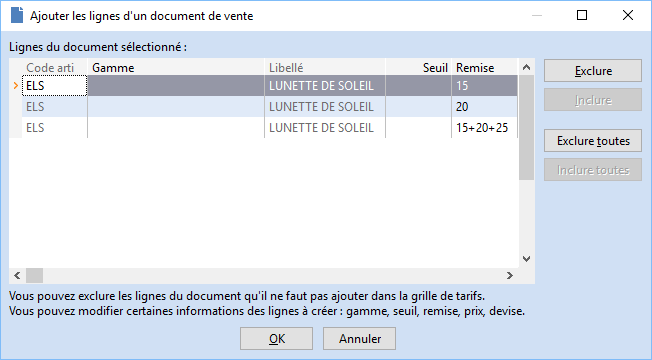 Ajouter les lignes d'un document de vente
Lignes du document sélectionné :
Code arti Gamme Libellé Seuil Remise
ELS LUNETTE DE SOLEIL 15
ELS LUNETTE DE SOLEIL 20
ELS LUNETTE DE SOLEIL 15+20+25
Exclure
Inclure
Exclure toutes
Inclure toutes
Vous pouvez exclure les lignes du document qu'il ne faut pas ajouter dans la grille de tarifs.
Vous pouvez modifier certaines informations des lignes à créer : gamme, seuil, remise, prix, devise.
OK Annuler